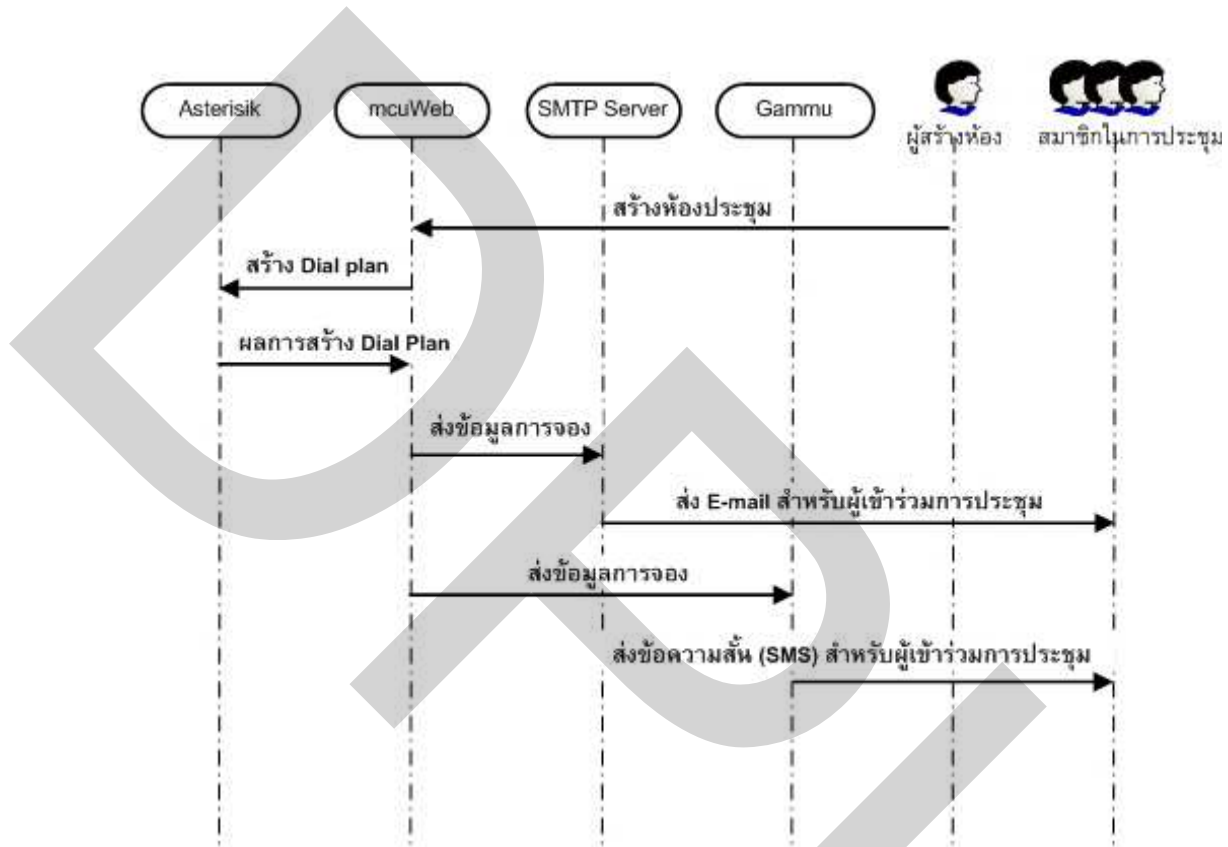 Asterisik
mcuWeb
SMTP Server
Gammu
ผู้สร้างห้อง
สมาชิกในการประชุม
สร้างห้องประชุม
สร้าง Dial plan
ผลการสร้าง Dial Plan
ส่งข้อมูลการจอง
ส่ง E-mail สำหรับผู้เข้าร่วมการประชุม
ส่งข้อมูลการจอง
ส่งข้อความสั้น (SMS) สำหรับผู้เข้าร่วมการประชุม